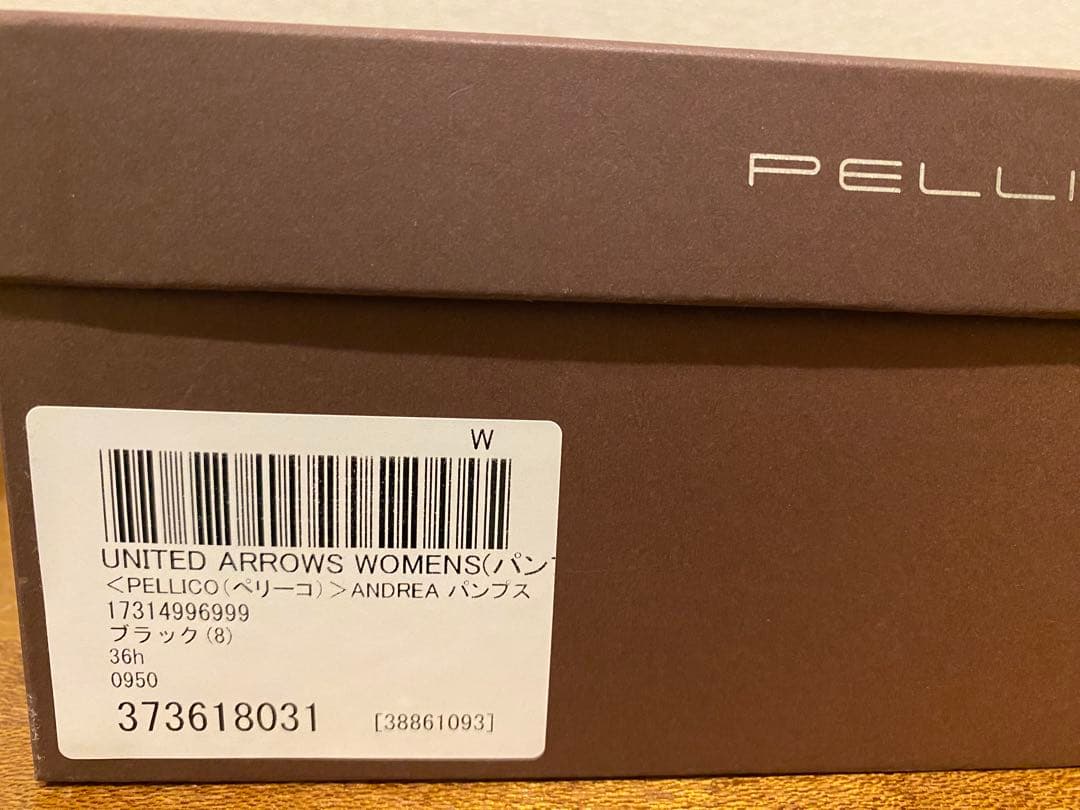 PELLI
W
UNITED ARROWS WOMENS(パン
＜PELLICO(ペリーコ)＞ANDREA パンプス
17314996999
ブラック(8)
36h
0950
373618031 [38861093]